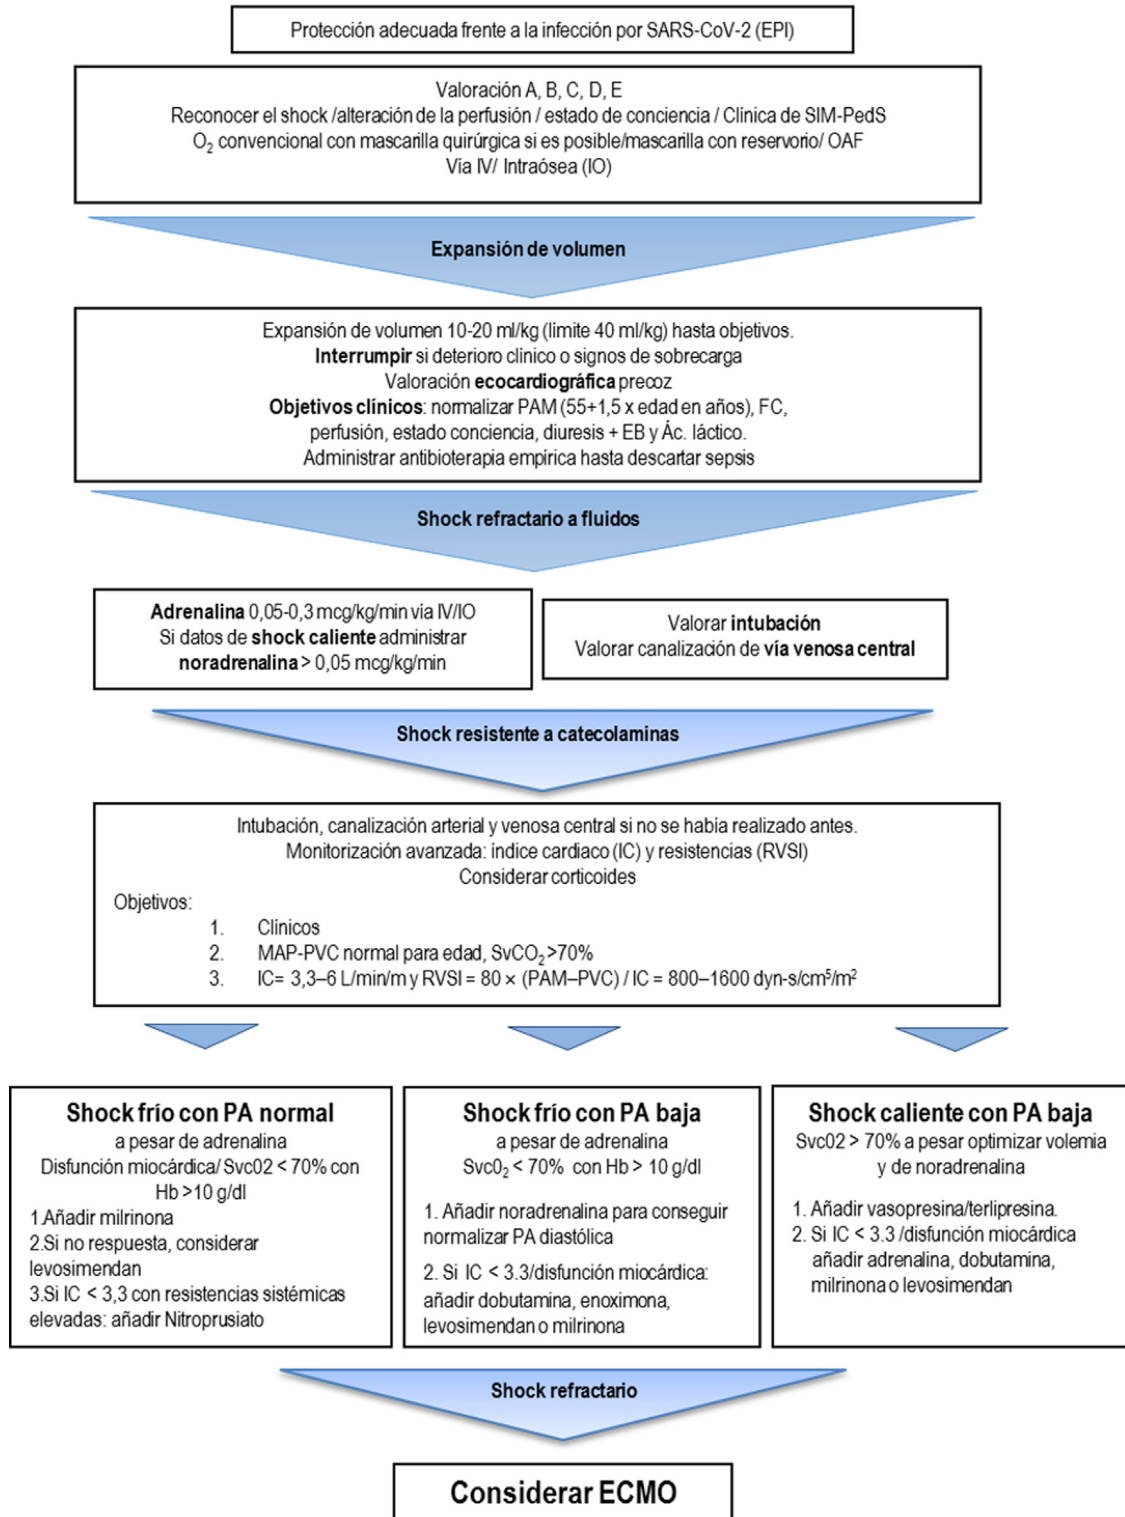 Protección adecuada frente a la infección por SARS-CoV-2 (EPI)
Valoración A, B, C, D, E
Reconocer el shock /alteración de la perfusión / estado de conciencia / Clínica de SIM-PedS
O₂ convencional con mascarilla quirúrgica si es posible/mascarilla con reservorio/ OAF
Via IV/ Intraósea (IO)
Expansión de volumen
Expansión de volumen 10-20 ml/kg (limite 40 ml/kg) hasta objetivos.
Interrumpir si deterioro clínico o signos de sobrecarga
Valoración ecocardiográfica precoz
Objetivos clínicos: normalizar PAM (55+1,5 x edad en años), FC,
perfusión, estado conciencia, diuresis + EB y Ác. láctico.
Administrar antibioterapia empírica hasta descartar sepsis
Shock refractario a fluidos
Adrenalina 0,05-0,3 mcg/kg/min via IV/IO
Si datos de shock caliente administrar
noradrenalina > 0,05 mcg/kg/min
Valorar intubación
Valorar canalización de vía venosa central
Shock resistente a catecolaminas
Intubación, canalización arterial y venosa central si no se había realizado antes.
Monitorización avanzada: índice cardiaco (IC) y resistencias (RVSI)
Considerar corticoides
Objetivos:
1. Clínicos
2. MAP-PVC normal para edad, SvCO₂ >70%
3. IC= 3,3–6 L/min/m y RVSI = 80 × (PAM–PVC) / IC = 800–1600 dyn-s/cm⁵/m²
Shock frío con PA normal
a pesar de adrenalina
Disfunción miocárdica/ Svc02 < 70% con
Hb >10 g/dl
1.Añadir milrinona
2.Si no respuesta, considerar
levosimendan
3.Si IC < 3,3 con resistencias sistémicas
elevadas: añadir Nitroprusiato
Shock frío con PA baja
a pesar de adrenalina
Svc0₂ < 70% con Hb > 10 g/dl
1. Añadir noradrenalina para conseguir
normalizar PA diastólica
2. Si IC < 3.3/disfunción miocárdica:
añadir dobutamina, enoximona,
levosimendan o milrinona
Shock caliente con PA baja
Svc02 > 70% a pesar optimizar volemia
y de noradrenalina
1. Añadir vasopresina/terlipresina.
2. Si IC < 3.3 /disfunción miocárdica
añadir adrenalina, dobutamina,
milrinona o levosimendan
Shock refractario
Considerar ECMO